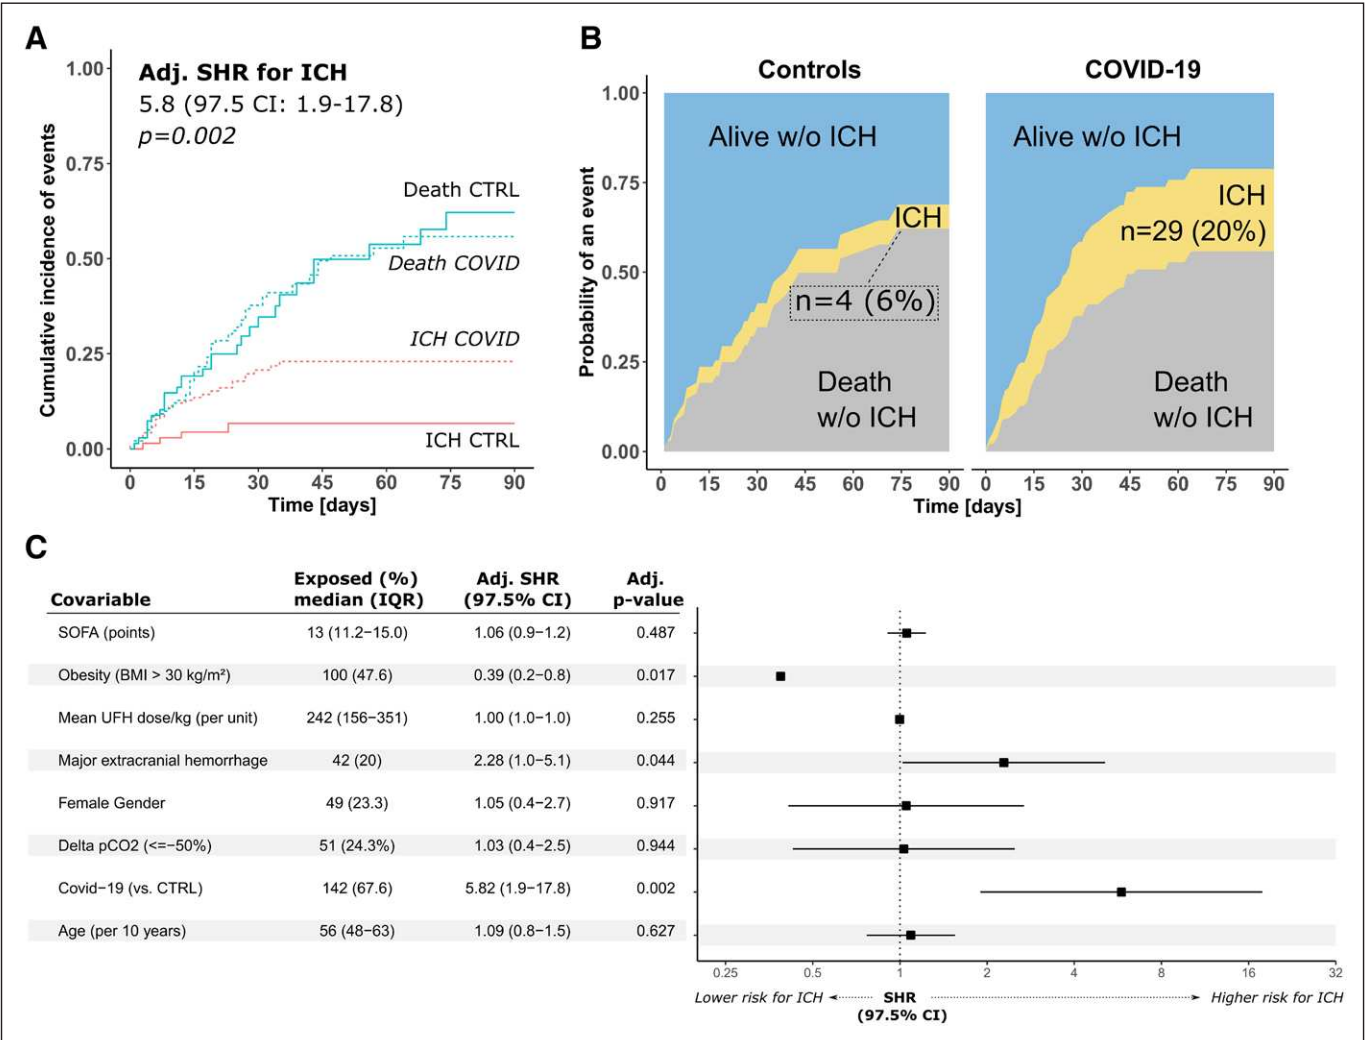 A
Adj. SHR for ICH
5.8 (97.5 CI: 1.9-17.8)
p=0.002
Cumulative incidence of events
1.00
0.75
0.50
0.25
0.00
Death CTRL
Death COVID
ICH COVID
ICH CTRL
0 15 30 45 60 75 90
Time [days]
B
Controls
COVID-19
Probability of an event
1.00
0.75
0.50
0.25
0.00
Alive w/o ICH
ICH
n=4 (6%)
Death
w/o ICH
Alive w/o ICH
ICH
n=29 (20%)
Death
w/o ICH
0 15 30 45 60 75 90
0 15 30 45 60 75 90
Time [days]
C
Covariable Exposed (%) median (IQR) Adj. SHR (97.5% CI) Adj. p-value
SOFA (points) 13 (11.2−15.0) 1.06 (0.9−1.2) 0.487
Obesity (BMI > 30 kg/m²) 100 (47.6) 0.39 (0.2−0.8) 0.017
Mean UFH dose/kg (per unit) 242 (156−351) 1.00 (1.0−1.0) 0.255
Major extracranial hemorrhage 42 (20) 2.28 (1.0−5.1) 0.044
Female Gender 49 (23.3) 1.05 (0.4−2.7) 0.917
Delta pCO2 (<=−50%) 51 (24.3%) 1.03 (0.4−2.5) 0.944
Covid−19 (vs. CTRL) 142 (67.6) 5.82 (1.9−17.8) 0.002
Age (per 10 years) 56 (48−63) 1.09 (0.8−1.5) 0.627
0.25 0.5 1 2 4 8 16 32
Lower risk for ICH SHR Higher risk for ICH
(97.5% CI)